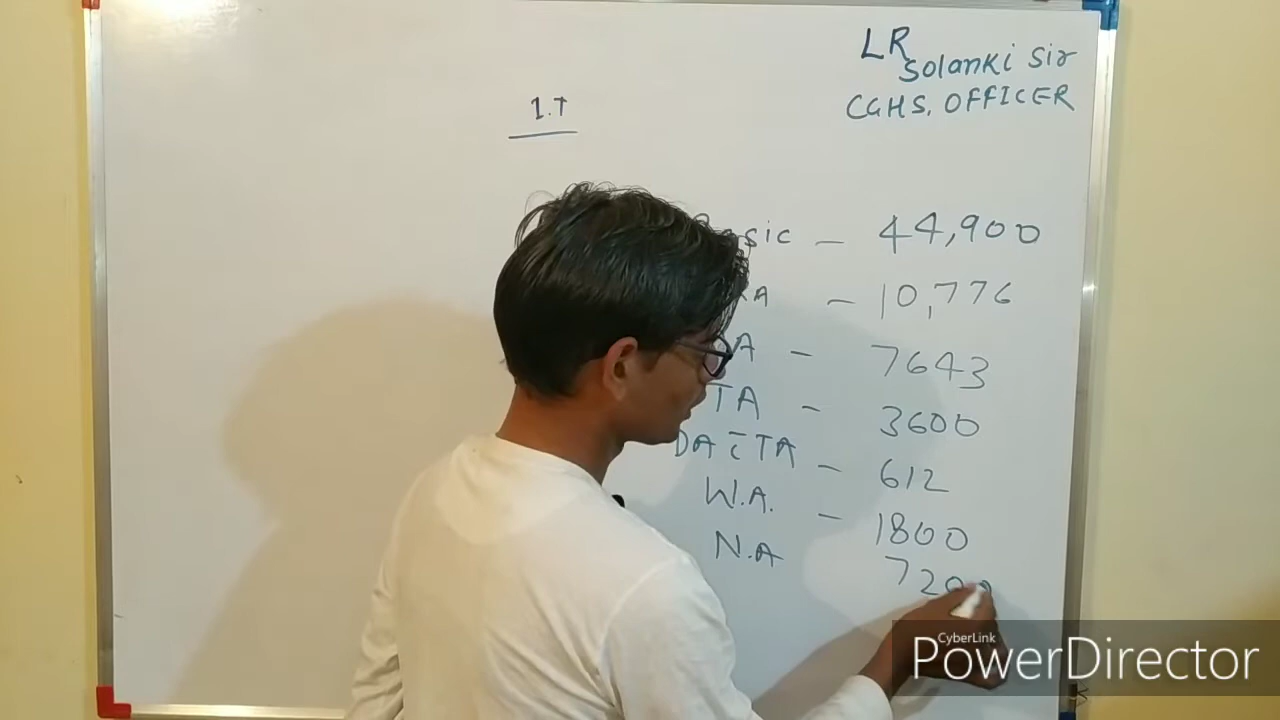 LR
Solanki Sir
CGHS. OFFICER
I.T
sic – 44,900
RA – 10,776
A – 7643
TA – 3600
DA c̄ TA – 612
W.A. – 1800
N.A 7200
CyberLink
PowerDirector